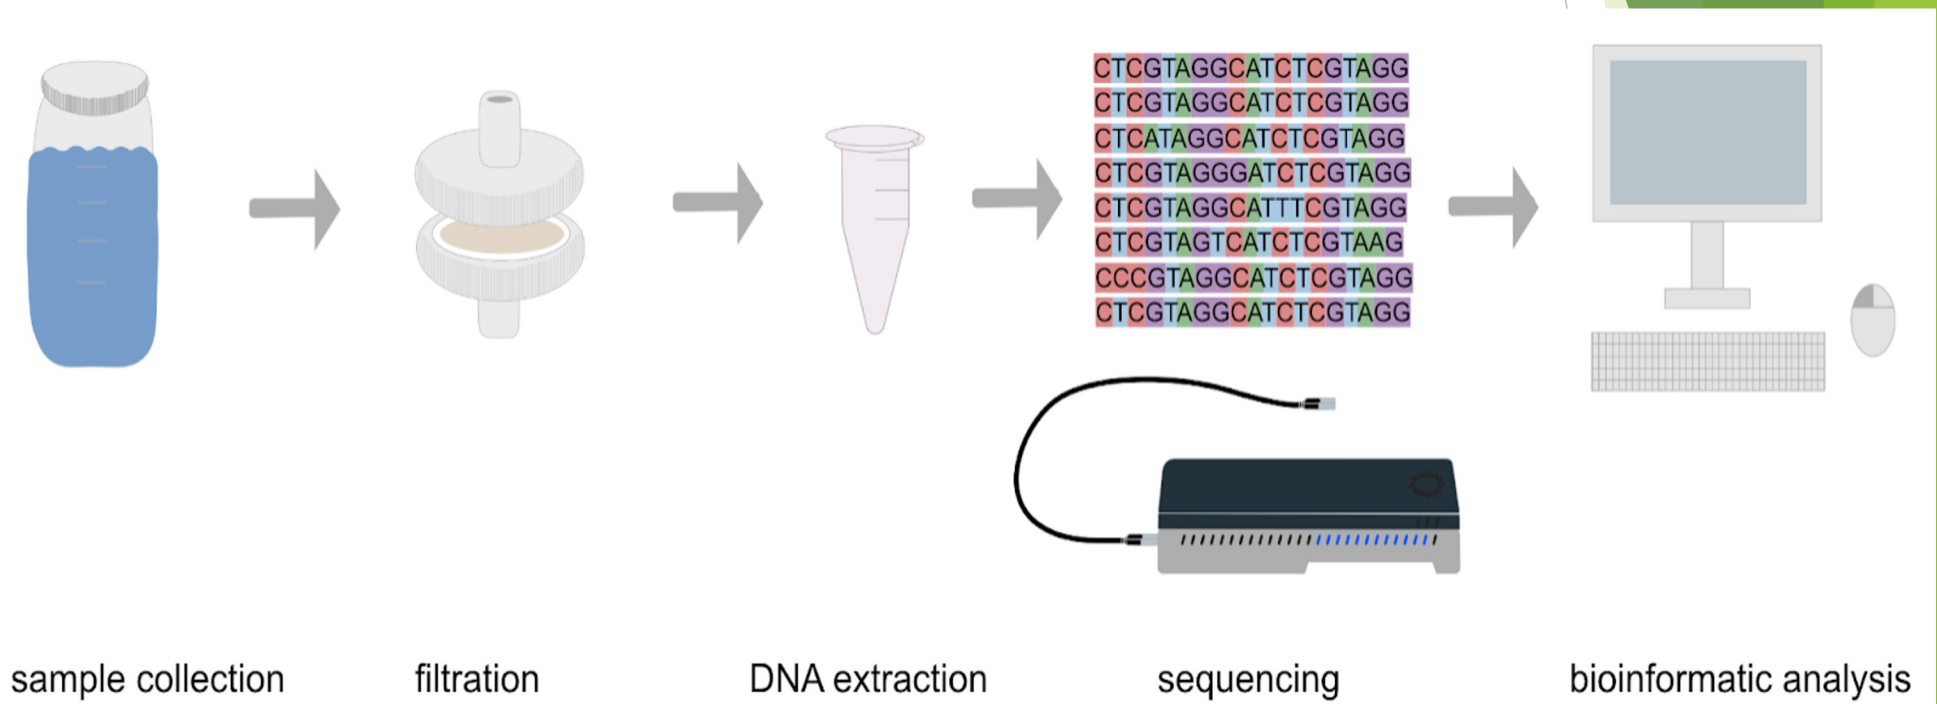 CTCGTAGGCATCTCGTAGG
CTCGTAGGCATCTCGTAGG
CTCATAGGCATCTCGTAGG
CTCGTAGGGATCTCGTAGG
CTCGTAGGCATTTCGTAGG
CTCGTAGTCATCTCGTAAG
CCCGTAGGCATCTCGTAGG
CTCGTAGGCATCTCGTAGG
sample collection
filtration
DNA extraction
sequencing
bioinformatic analysis